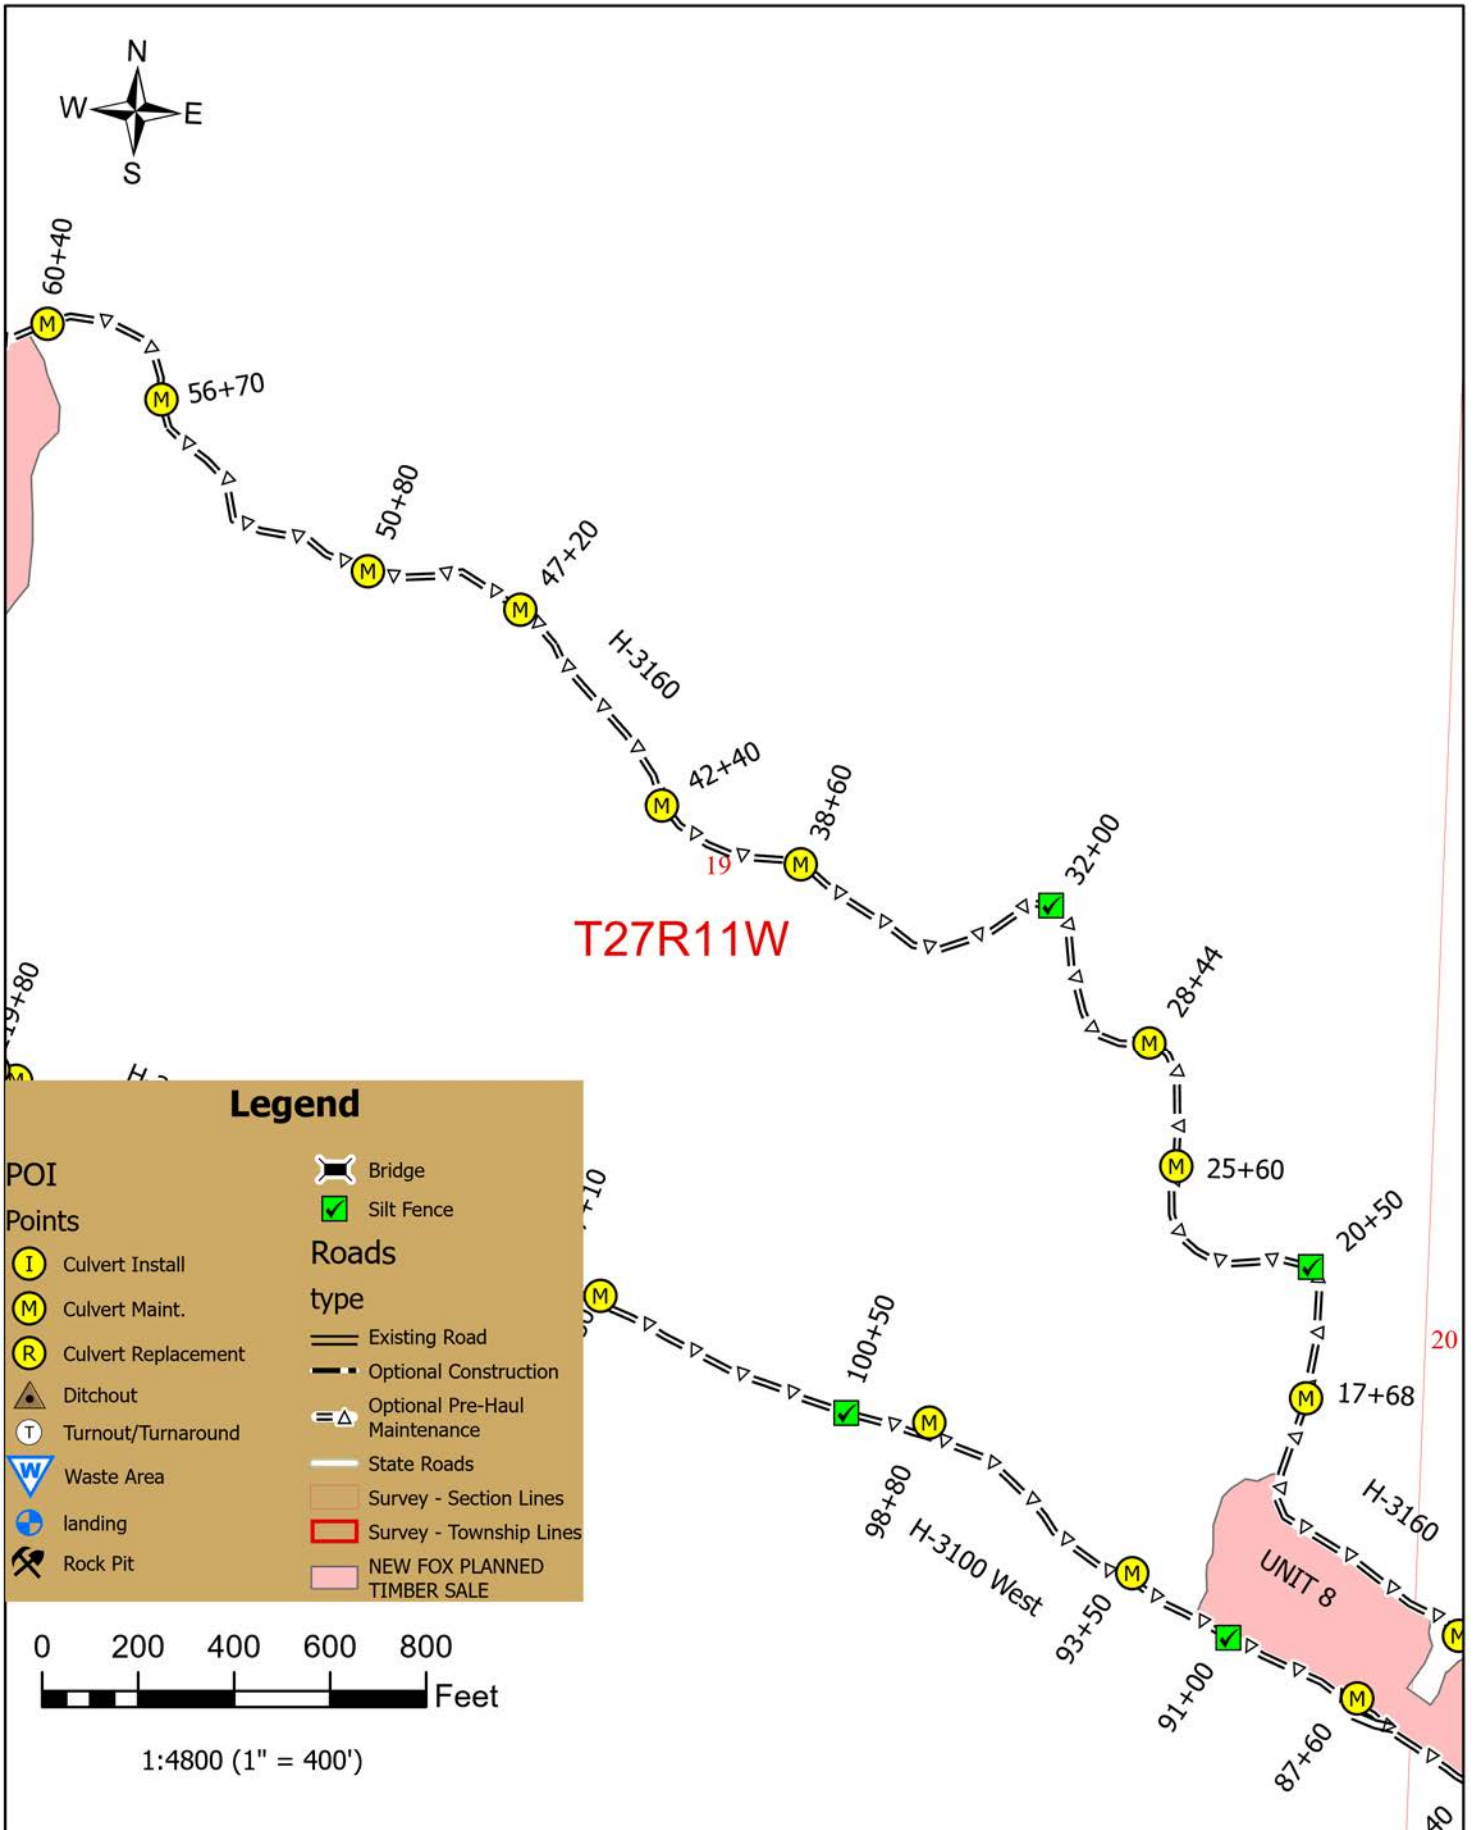 N
W E
S
60+40
56+70
50+80
47+20
H-3160
42+40
38+60
32+00
19
T27R11W
28+44
19+80
25+60
20+50
+10
20
100+50
17+68
98+80
H-3100 West
H-3160
UNIT 8
93+50
91+00
87+60
40
M
M
M
M
M
M
M
M
M
M
M
M
M
M
Legend
POI
Points
I Culvert Install
M Culvert Maint.
R Culvert Replacement
Ditchout
T Turnout/Turnaround
W Waste Area
landing
Rock Pit
Bridge
Silt Fence
Roads
type
Existing Road
Optional Construction
Optional Pre-Haul
Maintenance
State Roads
Survey - Section Lines
Survey - Township Lines
NEW FOX PLANNED
TIMBER SALE
0 200 400 600 800
Feet
1:4800 (1" = 400')